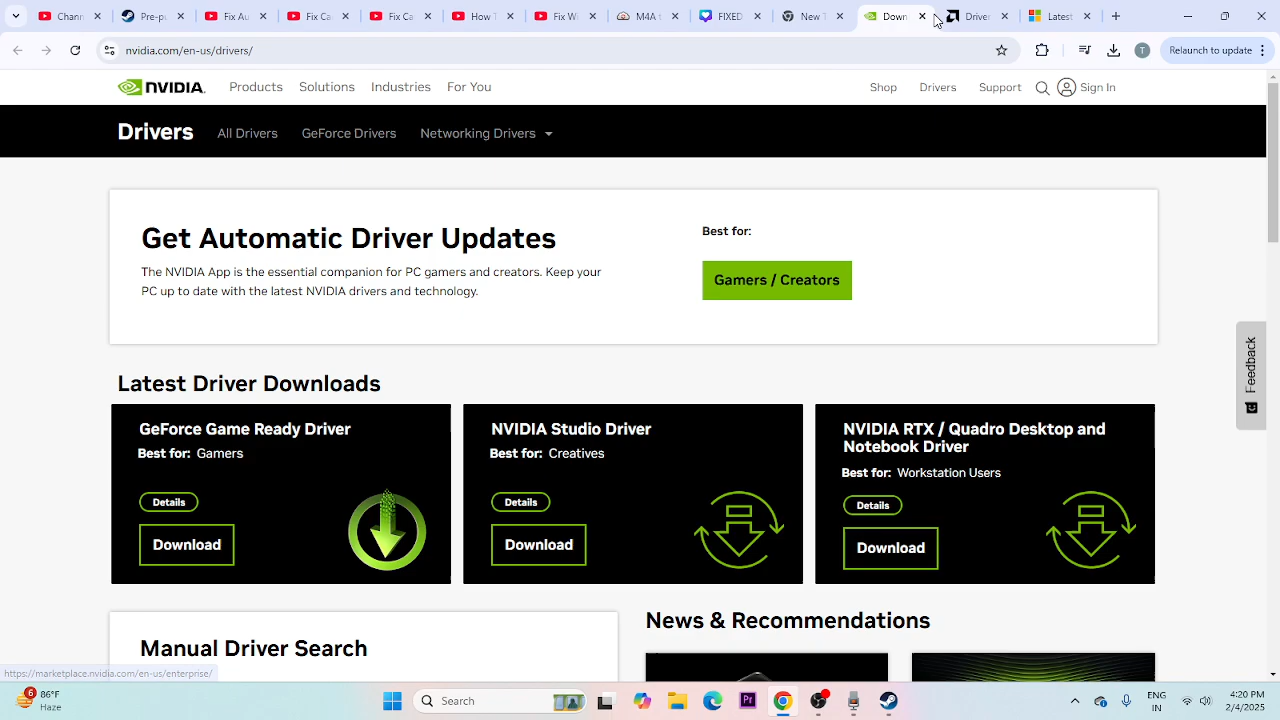 Chann
Prepu
Fix Au
Fix
Fix Ca
How T
Fix Wi
M4A t
FIXED
New T
Down
Driver
Latest
nvidia.com/en-us/drivers/
T
Relaunch to update
NVIDIA.
Products
Solutions
Industries
For You
Shop
Drivers
Support
Sign In
Drivers
All Drivers
GeForce Drivers
Networking Drivers
Get Automatic Driver Updates
The NVIDIA App is the essential companion for PC gamers and creators. Keep your
PC up to date with the latest NVIDIA drivers and technology.
Best for:
Gamers / Creators
Feedback
Latest Driver Downloads
GeForce Game Ready Driver
Best for: Gamers
Details
Download
NVIDIA Studio Driver
Best for: Creatives
Details
Download
NVIDIA RTX / Quadro Desktop and
Notebook Driver
Best for: Workstation Users
Details
Download
Manual Driver Search
News & Recommendations
https://marketplace.nvidia.com/en-us/enterprise/
6
86°F
Haze
Search
Pr
ENG
IN
4:20 PM
2/4/2025